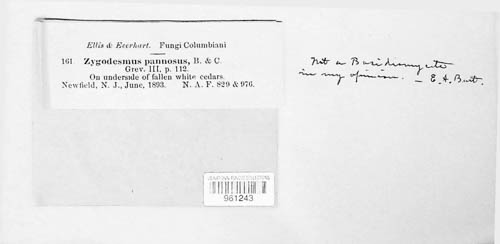 Ellis & Everhart. Fungi Columbiani
161 Zygodesmus pannosus, B. & C.
Grev. III, p. 112.
On underside of fallen white cedars.
Newfield, N. J., June, 1893. N. A. F. 829 & 976.
Not a Basidiomycete
in my opinion. – E. A. Burt.
961243